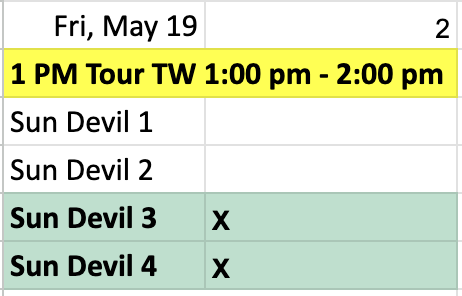 Fri, May 19 2
1 PM Tour TW 1:00 pm - 2:00 pm
Sun Devil 1
Sun Devil 2
Sun Devil 3 X
Sun Devil 4 X